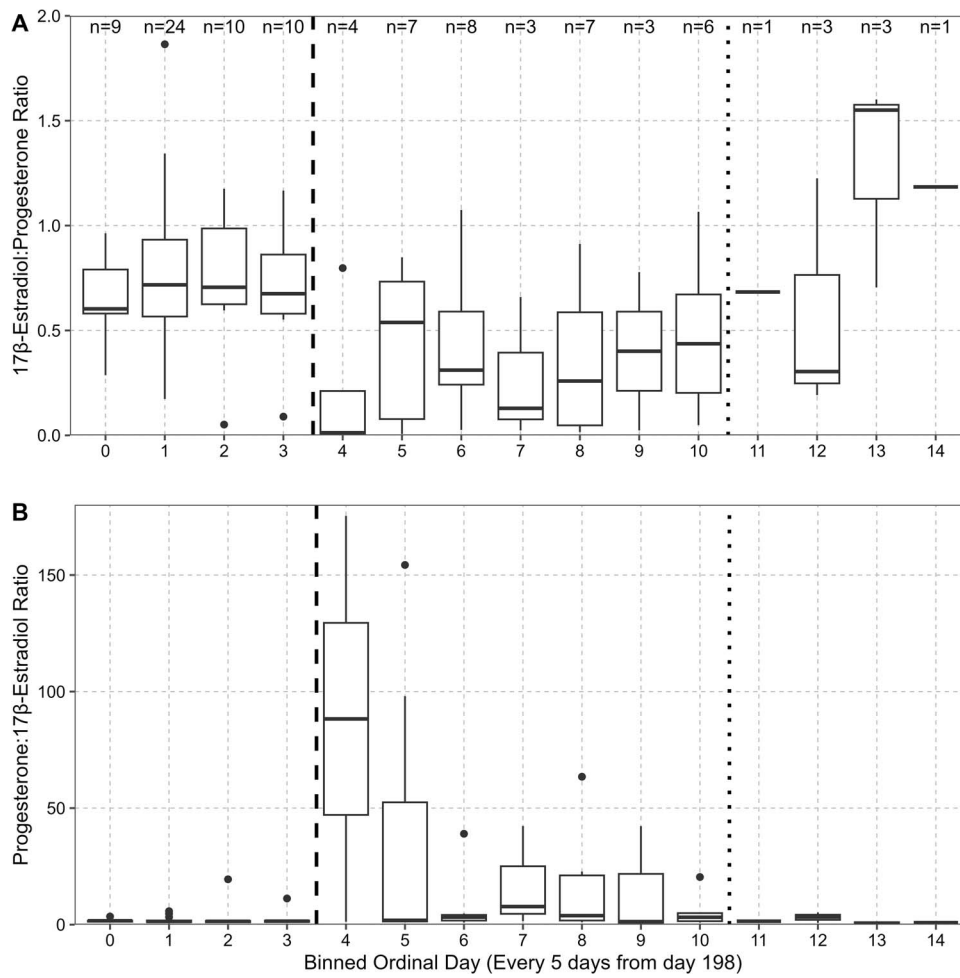 A
n=9 n=24 n=10 n=10 n=4 n=7 n=8 n=3 n=7 n=3 n=6 n=1 n=3 n=3 n=1
17β-Estradiol:Progesterone Ratio
2.0
1.5
1.0
0.5
0.0
0 1 2 3 4 5 6 7 8 9 10 11 12 13 14
B
Progesterone:17β-Estradiol Ratio
150
100
50
0
0 1 2 3 4 5 6 7 8 9 10 11 12 13 14
Binned Ordinal Day (Every 5 days from day 198)